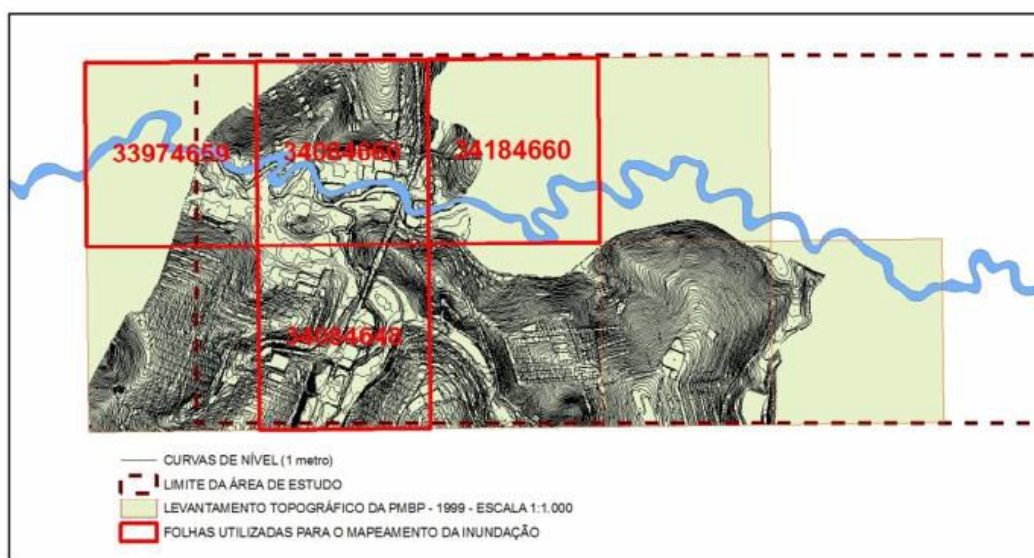 33974659 34084660 34184660
34084648
CURVAS DE NÍVEL (1 metro)
LIMITE DA ÁREA DE ESTUDO
LEVANTAMENTO TOPOGRÁFICO DA PMBP - 1999 - ESCALA 1:1.000
FOLHAS UTILIZADAS PARA O MAPEAMENTO DA INUNDAÇÃO